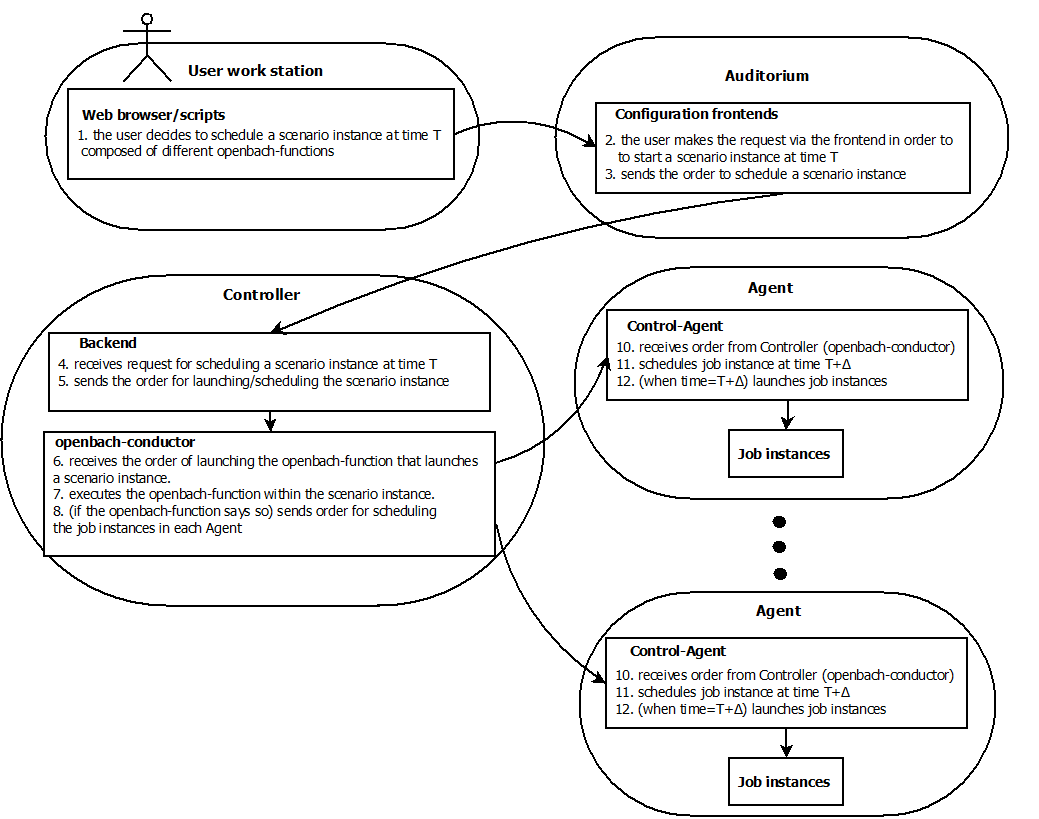 User work station
Web browser/scripts
1. the user decides to schedule a scenario instance at time T
composed of different openbach-functions
Auditorium
Configuration frontends
2. the user makes the request via the frontend in order to
to start a scenario instance at time T
3. sends the order to schedule a scenario instance
Controller
Backend
4. receives request for scheduling a scenario instance at time T
5. sends the order for launching/scheduling the scenario instance
openbach-conductor
6. receives the order of launching the openbach-function that launches
a scenario instance.
7. executes the openbach-function within the scenario instance.
8. (if the openbach-function says so) sends order for scheduling
the job instances in each Agent
Agent
Control-Agent
10. receives order from Controller (openbach-conductor)
11. schedules job instance at time T+Δ
12. (when time=T+Δ) launches job instances
Job instances
Agent
Control-Agent
10. receives order from Controller (openbach-conductor)
11. schedules job instance at time T+Δ
12. (when time=T+Δ) launches job instances
Job instances